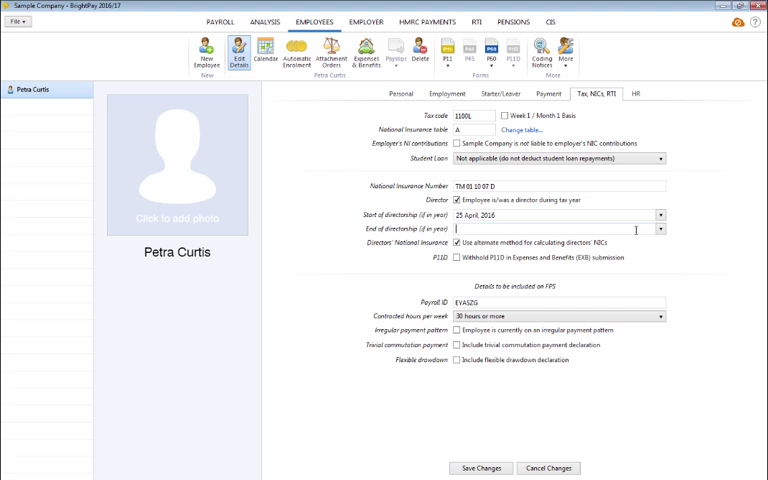 Sample Company - BrightPay 2016/17
File
PAYROLL ANALYSIS EMPLOYEES EMPLOYER HMRC PAYMENTS RTI PENSIONS CIS
New Employee Edit Details Calendar Automatic Enrolment Attachment Orders Expenses & Benefits Payslips P11 P45 P60 P11D Coding Notices More
New Petra Curtis Forms
Petra Curtis
Click to add photo
Petra Curtis
Personal Employment Starter/Leaver Payment Tax, NICs, RTI HR
Tax code 1100L Week 1 / Month 1 Basis
National Insurance table A Change table...
Employer's NI contributions Sample Company is not liable to employer's NIC contributions
Student Loan Not applicable (do not deduct student loan repayments)
National Insurance Number TM 01 10 07 D
Director Employee is/was a director during tax year
Start of directorship (if in year) 25 April, 2016
End of directorship (if in year)
Directors' National Insurance Use alternate method for calculating directors' NICs
P11D Withhold P11D in Expenses and Benefits (EXB) submission
Details to be included on FPS
Payroll ID EYASZG
Contracted hours per week 30 hours or more
Irregular payment pattern Employee is currently on an irregular payment pattern
Trivial commutation payment Include trivial commutation payment declaration
Flexible drawdown Include flexible drawdown declaration
Save Changes Cancel Changes